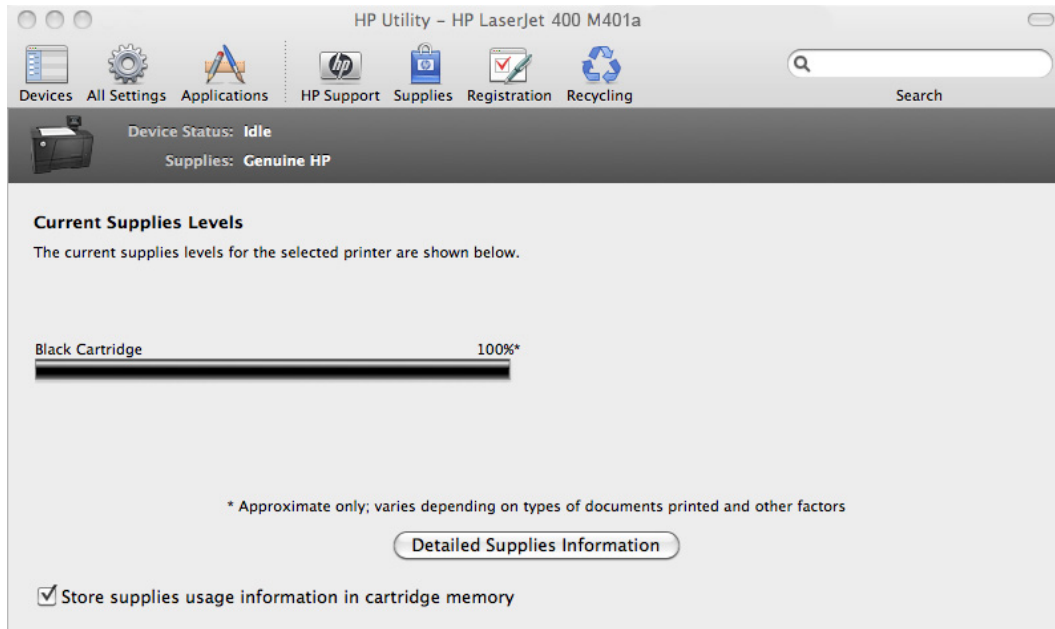 HP Utility – HP LaserJet 400 M401a
Devices All Settings Applications HP Support Supplies Registration Recycling Search
Device Status: Idle
Supplies: Genuine HP
Current Supplies Levels
The current supplies levels for the selected printer are shown below.
Black Cartridge 100%*
* Approximate only; varies depending on types of documents printed and other factors
Detailed Supplies Information
Store supplies usage information in cartridge memory